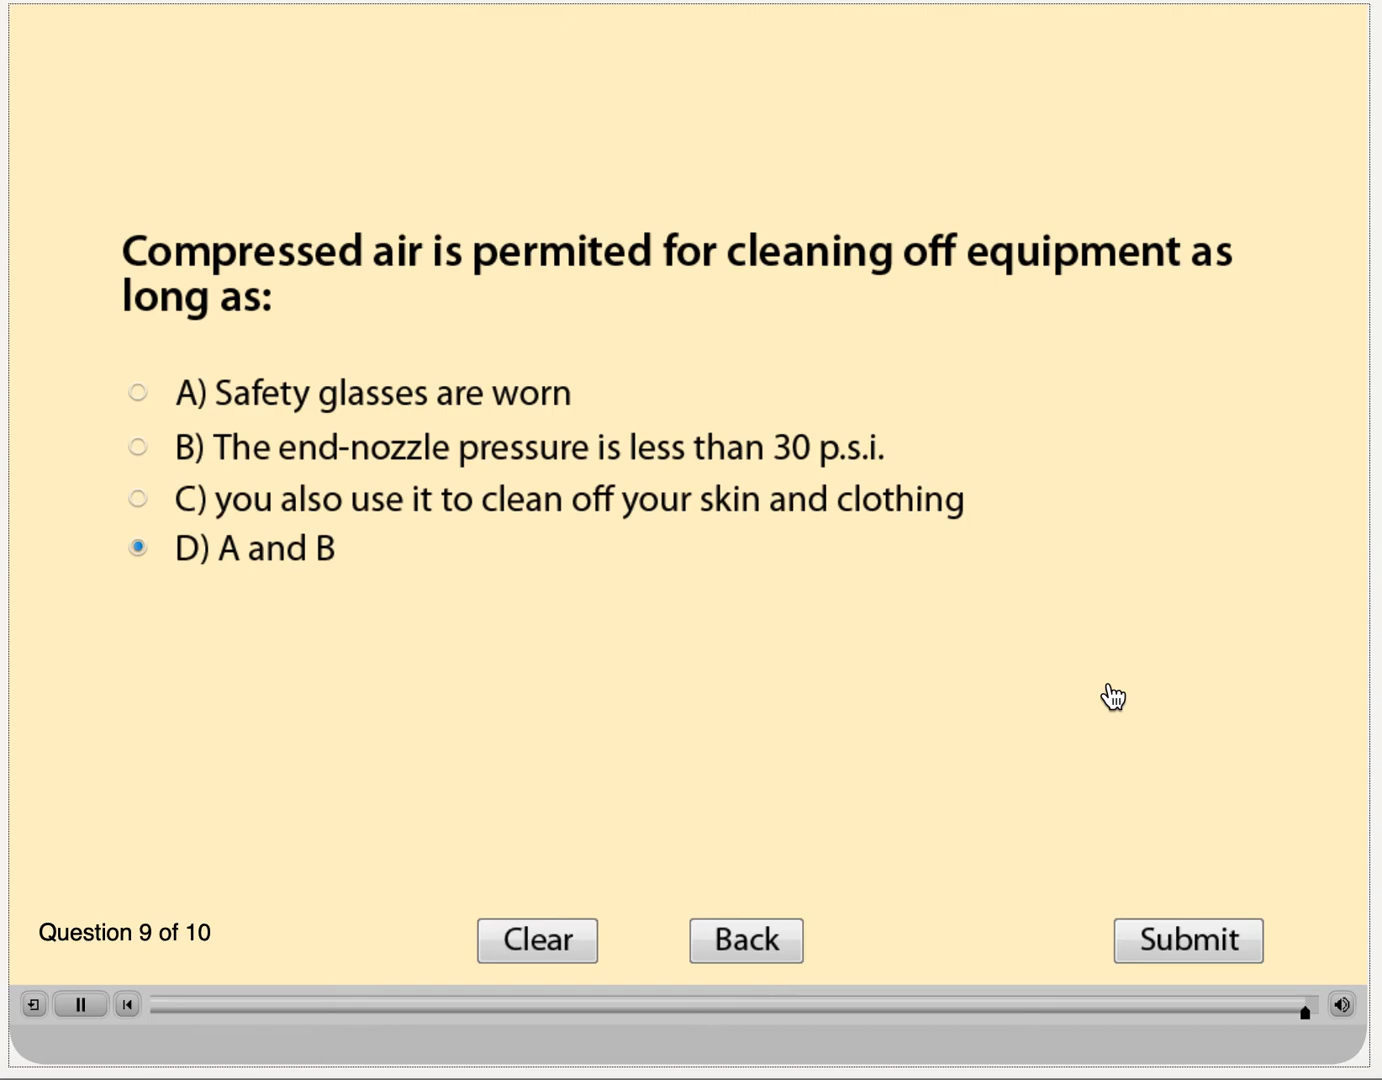 Compressed air is permited for cleaning off equipment as
long as:
A) Safety glasses are worn
B) The end-nozzle pressure is less than 30 p.s.i.
C) you also use it to clean off your skin and clothing
D) A and B
Question 9 of 10
Clear
Back
Submit